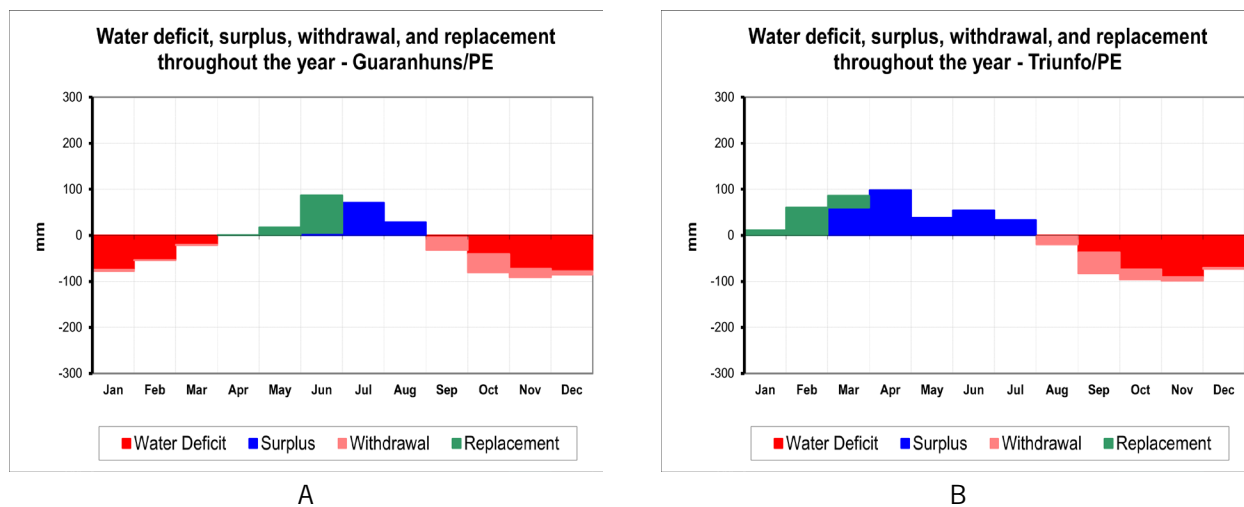 Water deficit, surplus, withdrawal, and replacement
throughout the year - Guaranhuns/PE
300
200
100
0
-100
-200
-300
mm
Jan Feb Mar Apr May Jun Jul Aug Sep Oct Nov Dec
Water Deficit Surplus Withdrawal Replacement
A
Water deficit, surplus, withdrawal, and replacement
throughout the year - Triunfo/PE
300
200
100
0
-100
-200
-300
mm
Jan Feb Mar Apr May Jun Jul Aug Sep Oct Nov Dec
Water Deficit Surplus Withdrawal Replacement
B